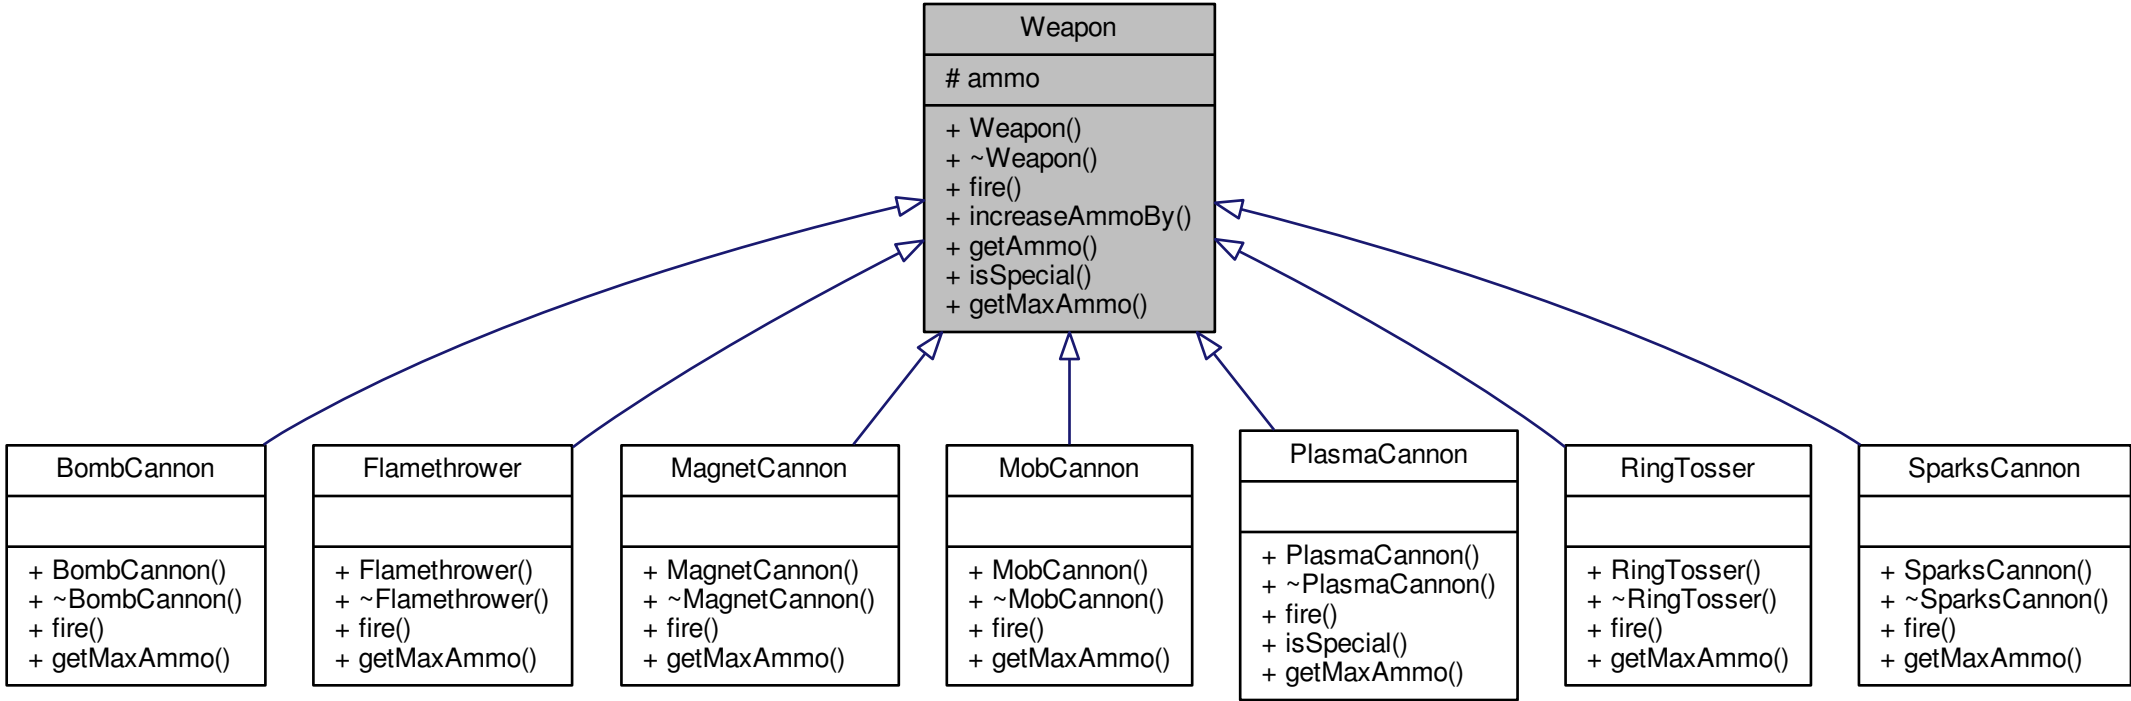 Weapon
# ammo
+ Weapon()
+ ~Weapon()
+ fire()
+ increaseAmmoBy()
+ getAmmo()
+ isSpecial()
+ getMaxAmmo()
BombCannon
+ BombCannon()
+ ~BombCannon()
+ fire()
+ getMaxAmmo()
Flamethrower
+ Flamethrower()
+ ~Flamethrower()
+ fire()
+ getMaxAmmo()
MagnetCannon
+ MagnetCannon()
+ ~MagnetCannon()
+ fire()
+ getMaxAmmo()
MobCannon
+ MobCannon()
+ ~MobCannon()
+ fire()
+ getMaxAmmo()
PlasmaCannon
+ PlasmaCannon()
+ ~PlasmaCannon()
+ fire()
+ isSpecial()
+ getMaxAmmo()
RingTosser
+ RingTosser()
+ ~RingTosser()
+ fire()
+ getMaxAmmo()
SparksCannon
+ SparksCannon()
+ ~SparksCannon()
+ fire()
+ getMaxAmmo()